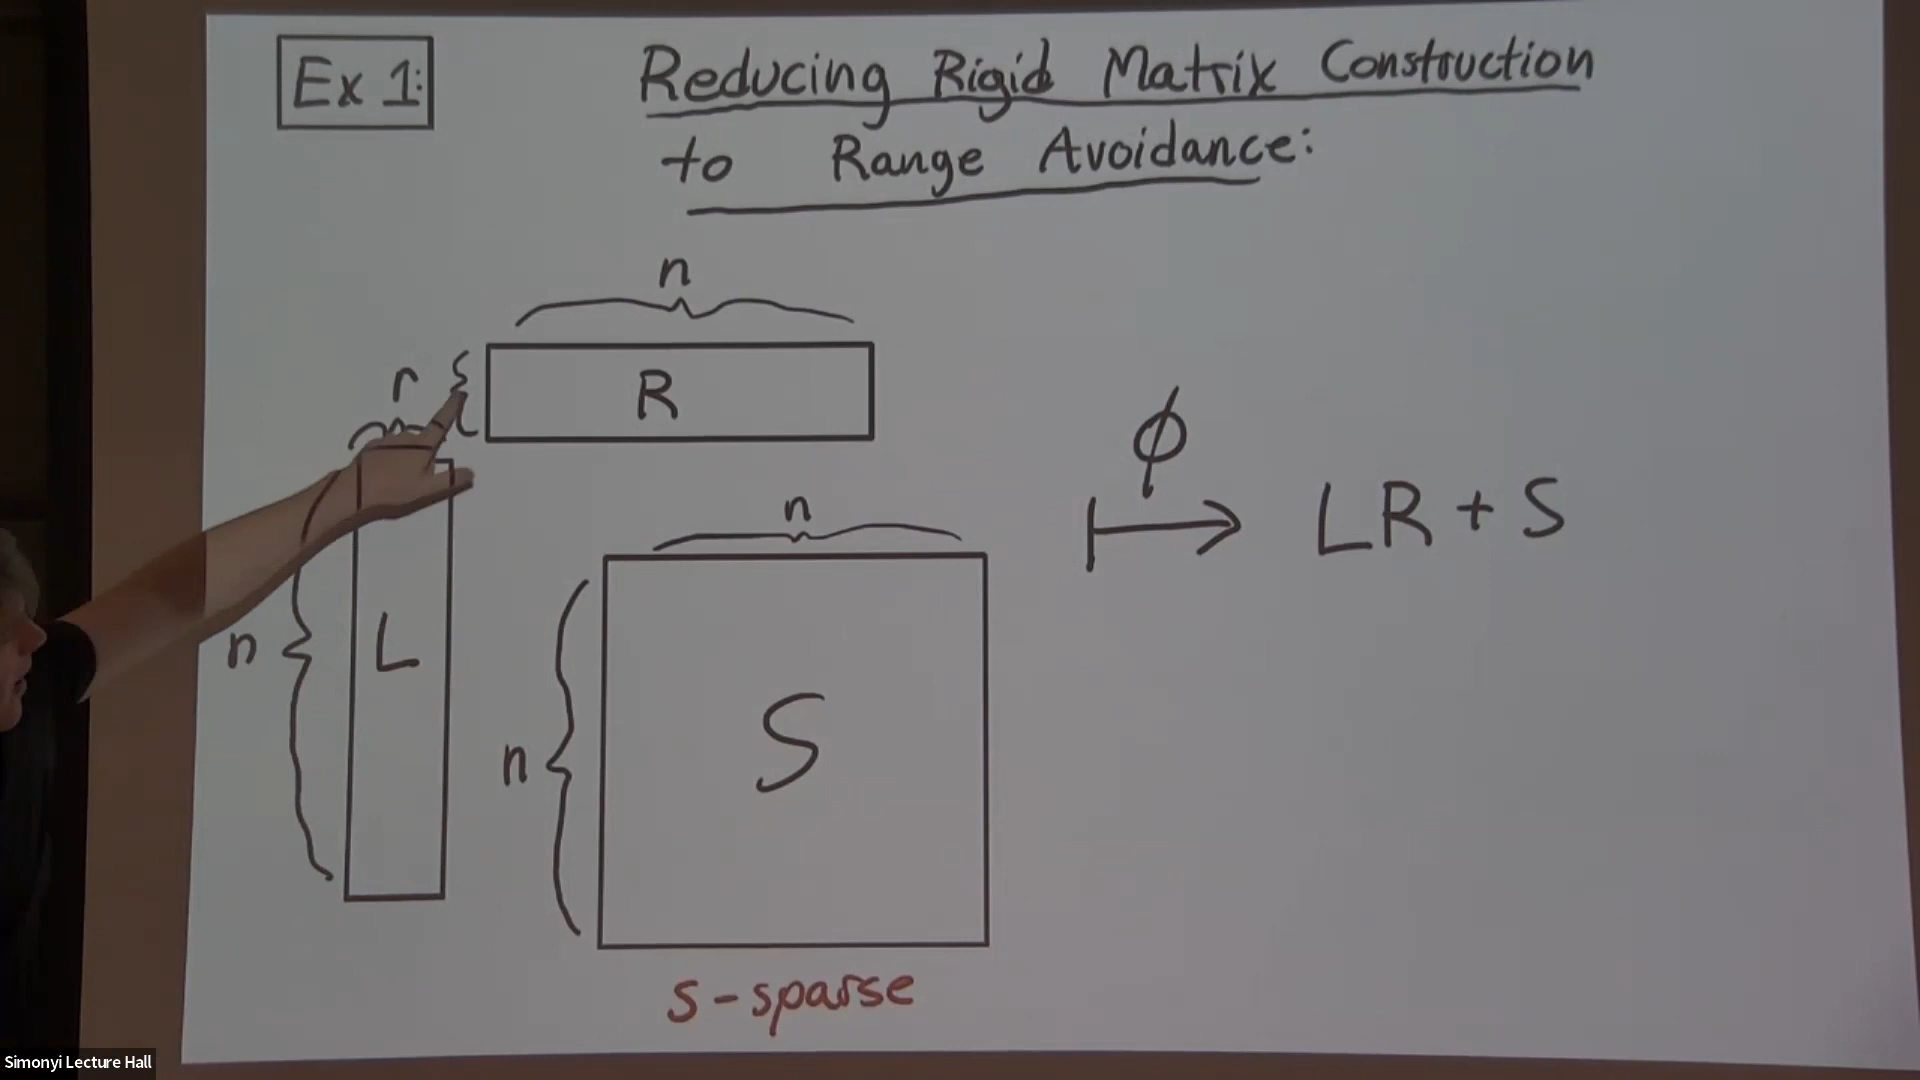 Ex 1:
Reducing Rigid Matrix Construction
to Range Avoidance:
n
r
R
n
L
n
n
S
s-sparse
ϕ
↦ LR + S
Simonyi Lecture Hall